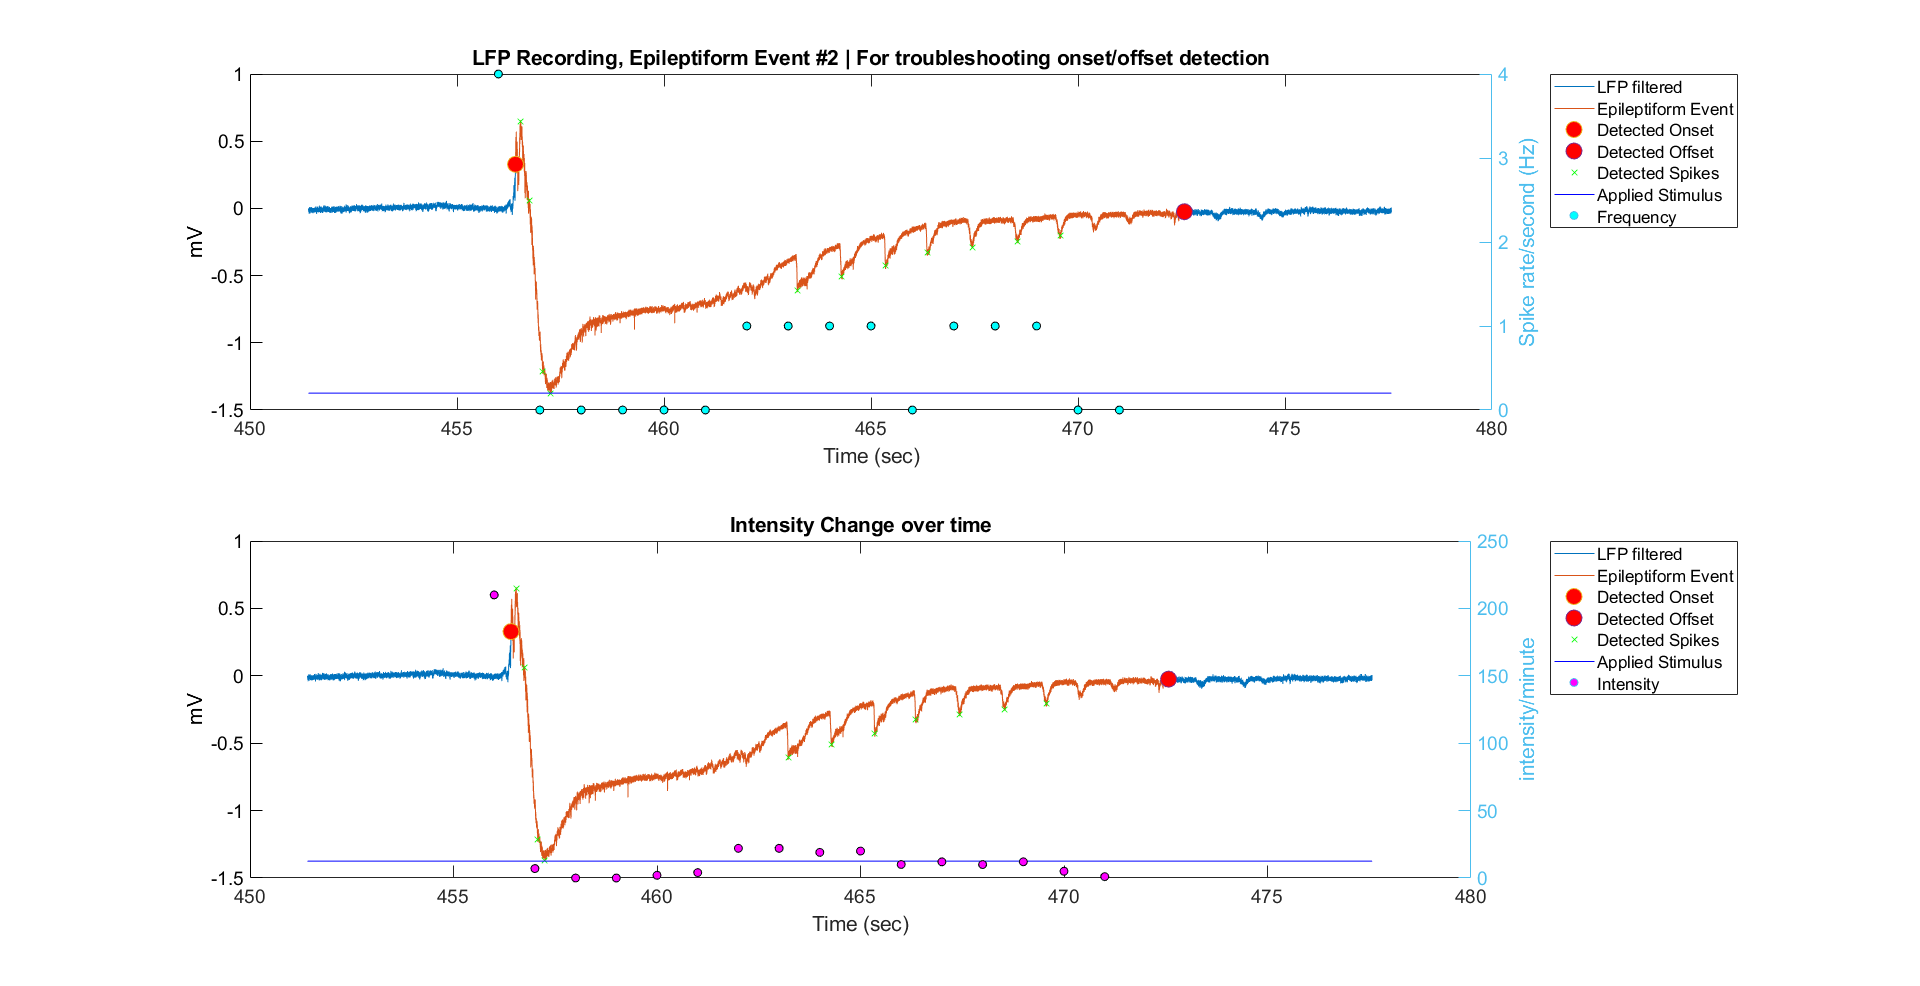 LFP Recording, Epileptiform Event #2 | For troubleshooting onset/offset detection
1
0.5
0
-0.5
-1
-1.5
mV
450
455
460
465
470
475
480
Time (sec)
4
3
2
1
0
Spike rate/second (Hz)
LFP filtered
Epileptiform Event
Detected Onset
Detected Offset
Detected Spikes
Applied Stimulus
Frequency
Intensity Change over time
1
0.5
0
-0.5
-1
-1.5
mV
450
455
460
465
470
475
480
Time (sec)
250
200
150
100
50
0
intensity/minute
LFP filtered
Epileptiform Event
Detected Onset
Detected Offset
Detected Spikes
Applied Stimulus
Intensity